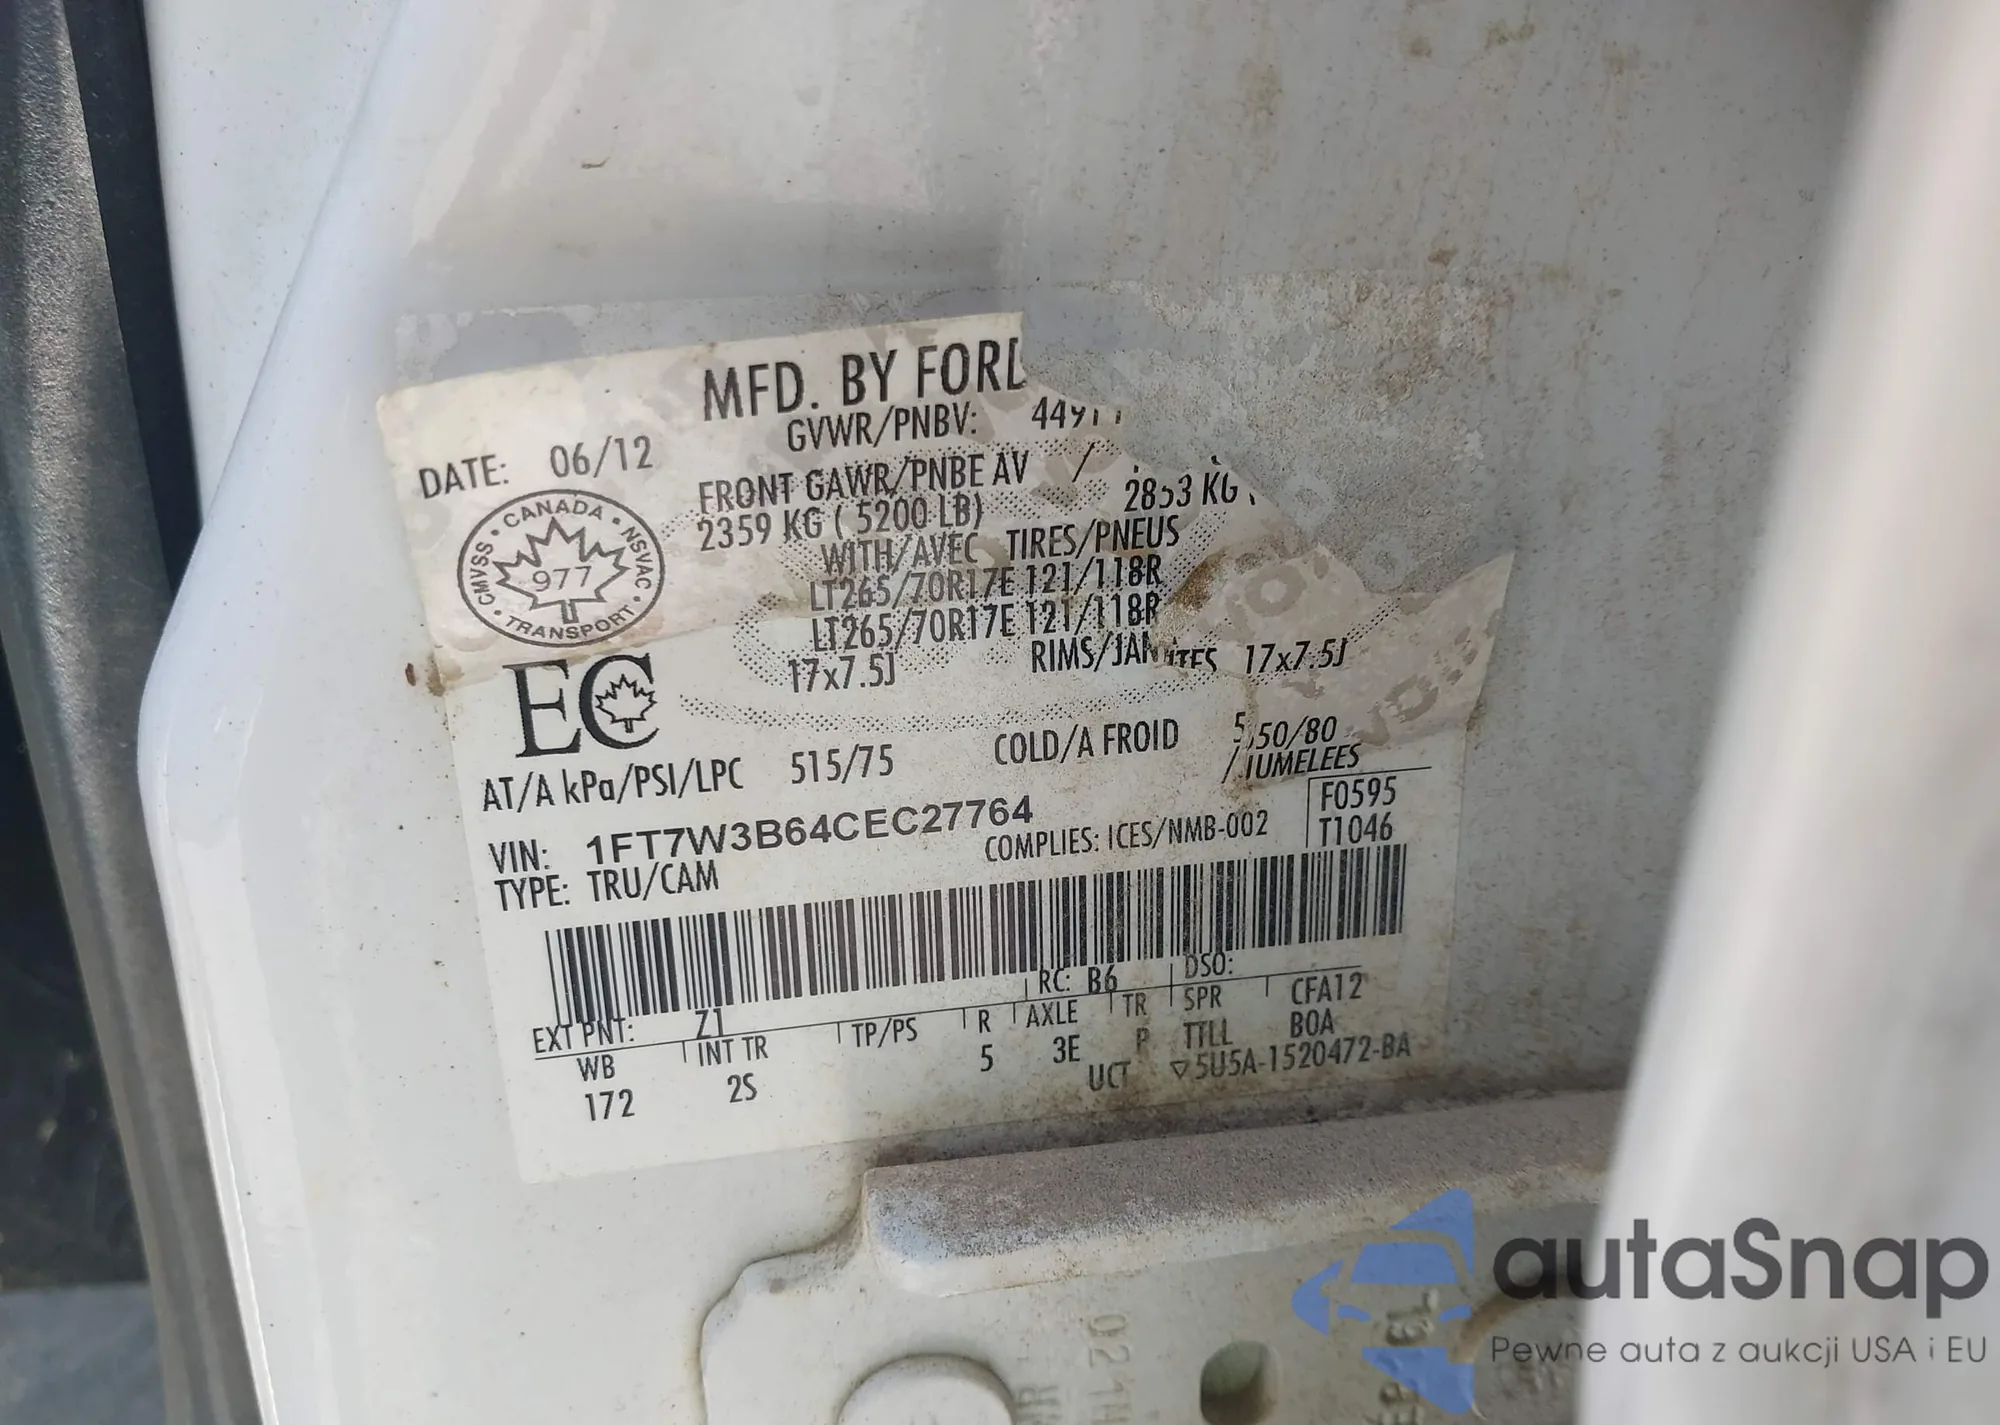 MFD. BY FORD
GVWR/PNBV:
DATE: 06/12
FRONT GAWR/PNBE AV /
2359 KG ( 5200 LB) 2853 KG
WITH/AVEC TIRES/PNEUS
LT265/70R17E 121/118R
LT265/70R17E 121/118R
17x7.5J RIMS/JANTES 17x7.5J
CMVSS • CANADA • NSVAC • TRANSPORT •
977
EC
AT/A kPa/PSI/LPC 515/75 COLD/A FROID 550/80
/JUMELEES
VIN: 1FT7W3B64CEC27764
F0595
T1046
TYPE: TRU/CAM COMPLIES: ICES/NMB-002
EXT PNT: Z1 RC: B6 DSO:
WB INT TR TP/PS R AXLE TR SPR CFA12
172 2S 5 3E P TTLL B0A
UCT ▽5U5A-1520472-BA
autaSnap
Pewne auta z aukcji USA i EU